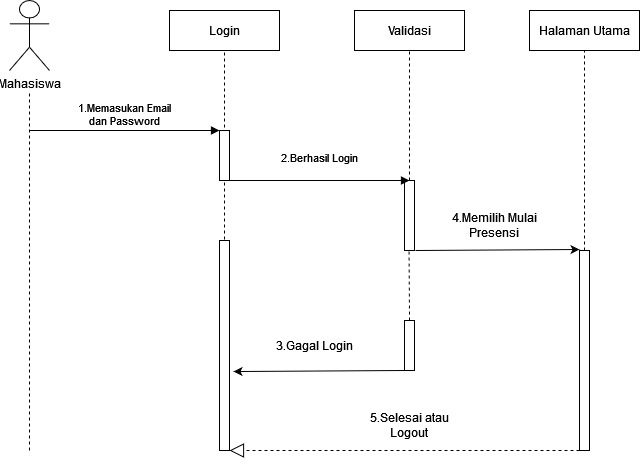 Login
Validasi
Halaman Utama
Mahasiswa
1.Memasukan Email
dan Password
2.Berhasil Login
4.Memilih Mulai
Presensi
3.Gagal Login
5.Selesai atau
Logout